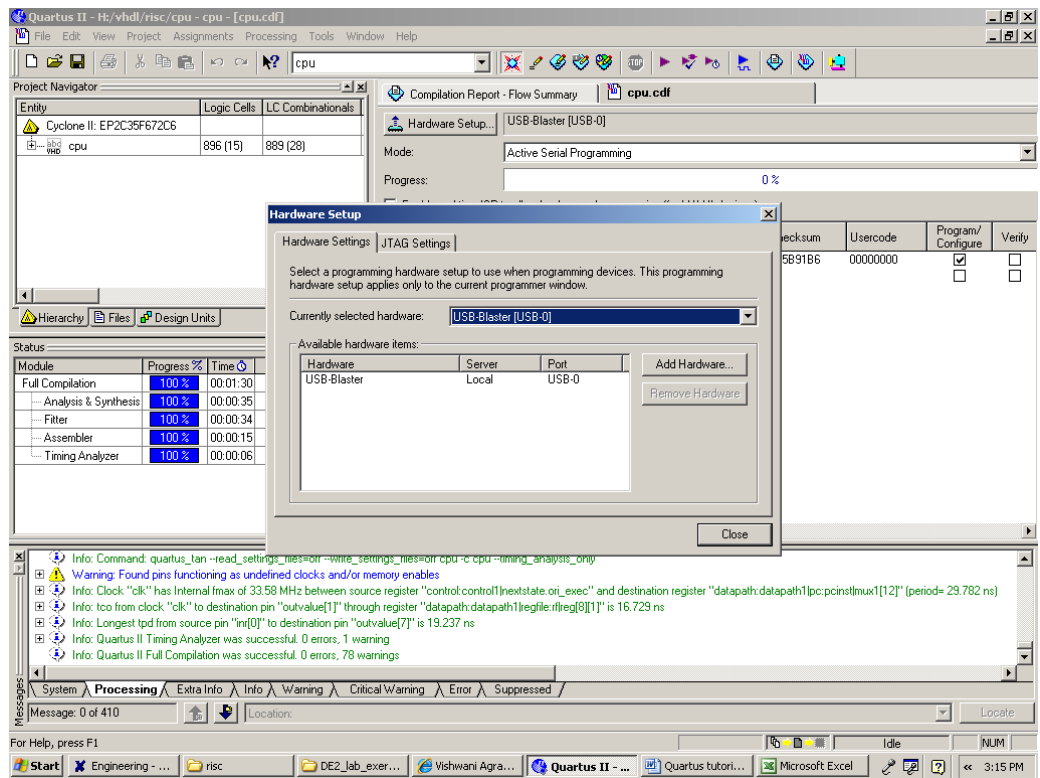 Quartus II - H:/vhdl/risc/cpu - cpu - [cpu.cdf]
File Edit View Project Assignments Processing Tools Window Help
cpu
Project Navigator
Entity Logic Cells LC Combinationals
Cyclone II: EP2C35F672C6
cpu 896 (15) 889 (28)
Hierarchy Files Design Units
Status
Module Progress % Time
Full Compilation 100 % 00:01:30
Analysis & Synthesis 100 % 00:00:35
Fitter 100 % 00:00:34
Assembler 100 % 00:00:15
Timing Analyzer 100 % 00:00:06
Compilation Report - Flow Summary cpu.cdf
Hardware Setup... USB-Blaster [USB-0]
Mode: Active Serial Programming
Progress: 0 %
Usercode Program/ Configure Verify
5B91B6 00000000
Hardware Setup
Hardware Settings JTAG Settings
Select a programming hardware setup to use when programming devices. This programming
hardware setup applies only to the current programmer window.
Currently selected hardware: USB-Blaster [USB-0]
Available hardware items:
Hardware Server Port
USB-Blaster Local USB-0
Add Hardware...
Remove Hardware
Close
Info: Command: quartus_tan --read_settings_files=off --write_settings_files=off cpu -c cpu --timing_analysis_only
Warning: Found pins functioning as undefined clocks and/or memory enables
Info: Clock "clk" has Internal fmax of 33.58 MHz between source register "control:control1|nextstate.ori_exec" and destination register "datapath:datapath1|pc:pcinst|mux1[12]" (period= 29.782 ns)
Info: tco from clock "clk" to destination pin "outvalue[1]" through register "datapath:datapath1|regfile:rf|reg[8][1]" is 16.729 ns
Info: Longest tpd from source pin "inr[0]" to destination pin "outvalue[7]" is 19.237 ns
Info: Quartus II Timing Analyzer was successful. 0 errors, 1 warning
Info: Quartus II Full Compilation was successful. 0 errors, 78 warnings
System Processing Extra Info Info Warning Critical Warning Error Suppressed
Messages
Message: 0 of 410 Location: Locate
For Help, press F1 Idle NUM
Start Engineering - ... risc DE2_lab_exer... Vishwani Agra... Quartus II - ... Quartus tutori... Microsoft Excel 3:15 PM